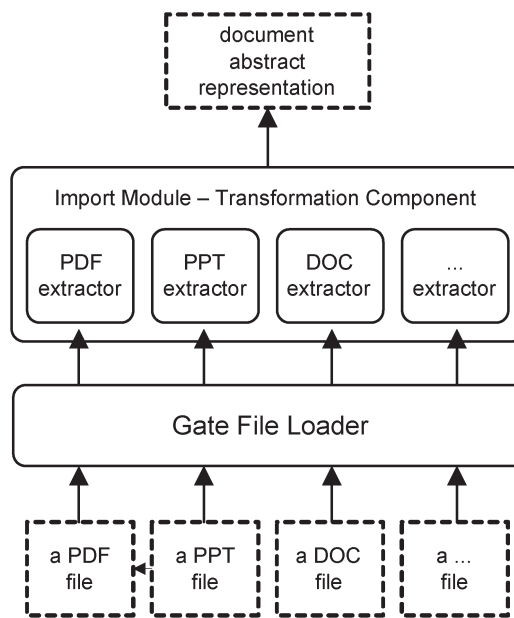 document
abstract
representation
Import Module – Transformation Component
PDF
extractor
PPT
extractor
DOC
extractor
...
extractor
Gate File Loader
a PDF
file
a PPT
file
a DOC
file
a ...
file